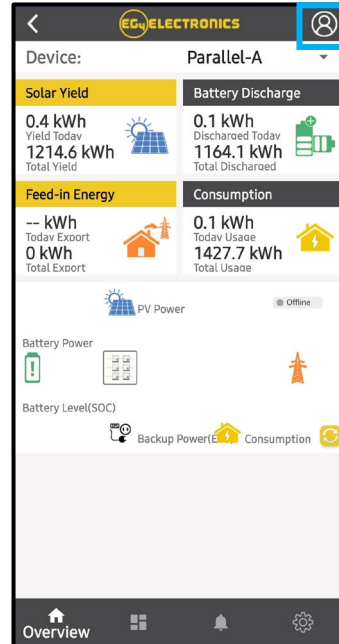 EG4 ELECTRONICS
Device: Parallel-A
Solar Yield
0.4 kWh
Yield Today
1214.6 kWh
Total Yield
Battery Discharge
0.1 kWh
Discharged Today
1164.1 kWh
Total Discharged
Feed-in Energy
-- kWh
Today Export
0 kWh
Total Export
Consumption
0.1 kWh
Today Usage
1427.7 kWh
Total Usage
PV Power
Offline
Battery Power
Battery Level(SOC)
Backup Power(E
Consumption
Overview